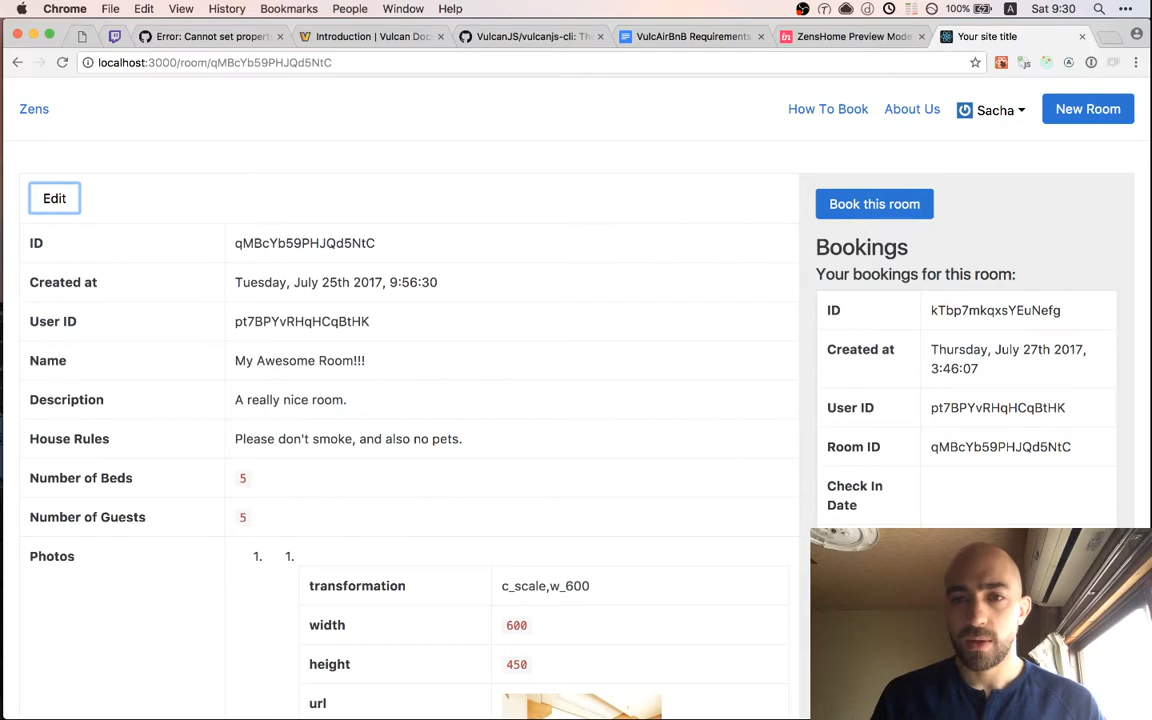 Chrome File Edit View History Bookmarks People Window Help 100% Sat 9:30
Error: Cannot set propert Introduction | Vulcan Doc VulcanJS/vulcanjs-cli: The VulcAirBnB Requirements ZensHome Preview Mode Your site title
localhost:3000/room/qMBcYb59PHJQd5NtC
Zens How To Book About Us Sacha New Room
Edit
ID qMBcYb59PHJQd5NtC
Created at Tuesday, July 25th 2017, 9:56:30
User ID pt7BPYvRHqHCqBtHK
Name My Awesome Room!!!
Description A really nice room.
House Rules Please don't smoke, and also no pets.
Number of Beds 5
Number of Guests 5
Photos 1. 1.
transformation c_scale,w_600
width 600
height 450
url
Book this room
Bookings
Your bookings for this room:
ID kTbp7mkqxsYEuNefg
Created at Thursday, July 27th 2017,
3:46:07
User ID pt7BPYvRHqHCqBtHK
Room ID qMBcYb59PHJQd5NtC
Check In
Date